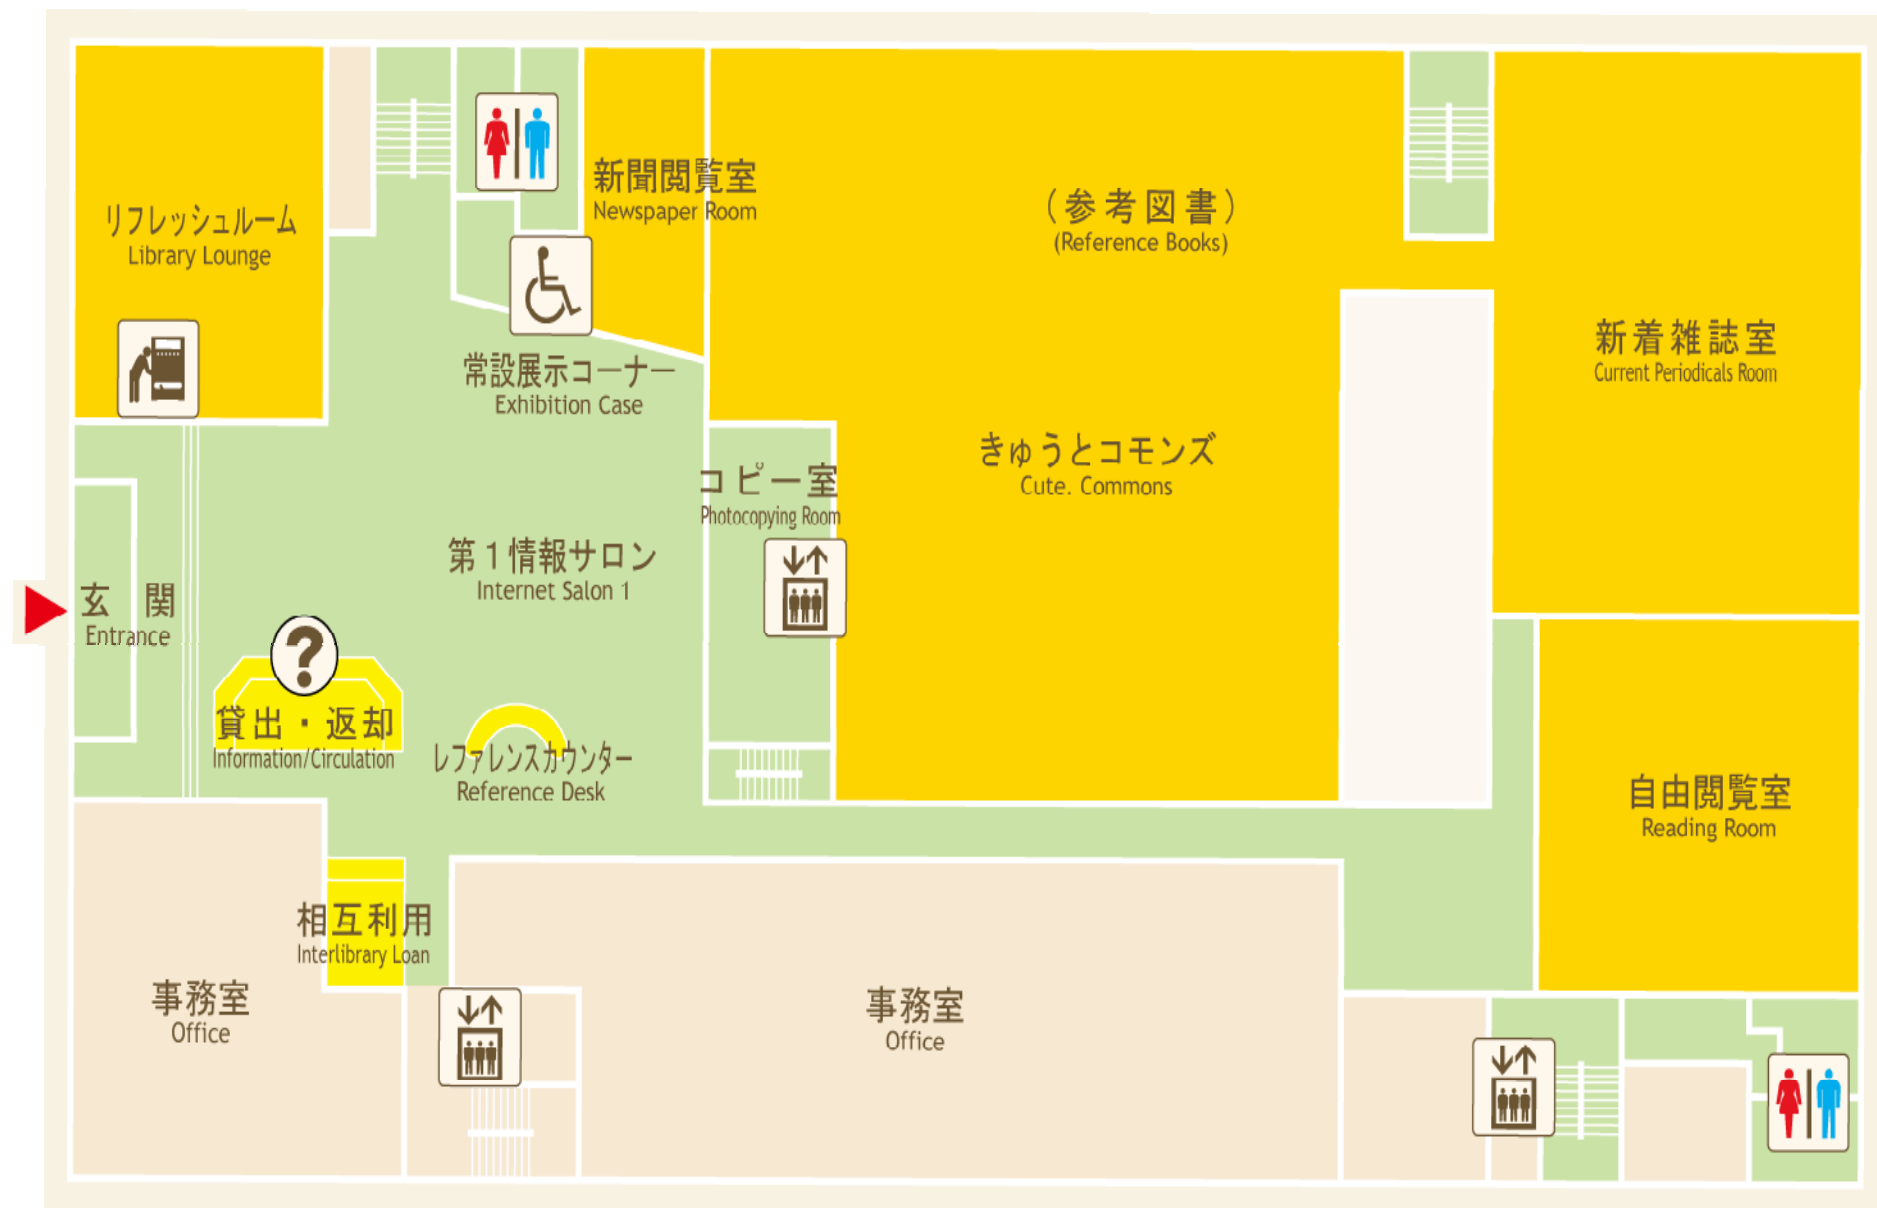 リフレッシュルーム
Library Lounge
新聞閲覧室
Newspaper Room
(参考図書)
(Reference Books)
新着雑誌室
Current Periodicals Room
常設展示コーナー
Exhibition Case
コピー室
Photocopying Room
きゅうとコモンズ
Cute. Commons
第1情報サロン
Internet Salon 1
玄 関
Entrance
?
貸出・返却
Information/Circulation
レファレンスカウンター
Reference Desk
自由閲覧室
Reading Room
相互利用
Interlibrary Loan
事務室
Office
事務室
Office